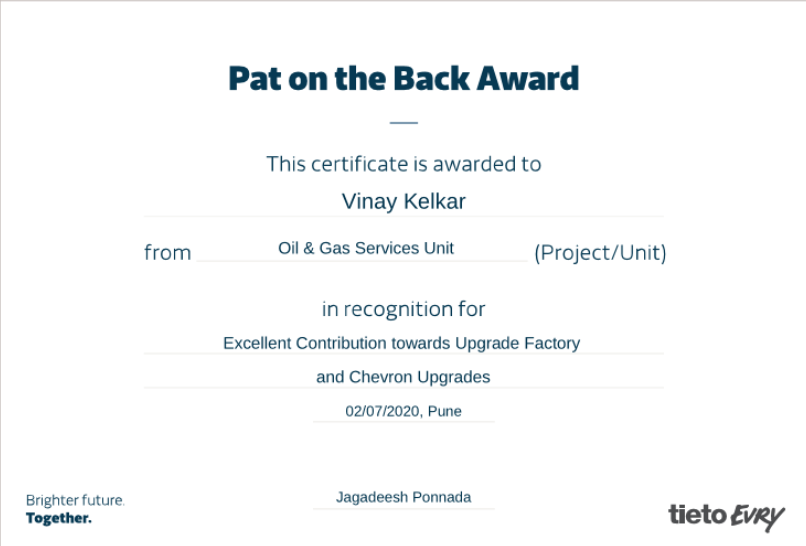 Pat on the Back Award
This certificate is awarded to
Vinay Kelkar
from Oil & Gas Services Unit (Project/Unit)
in recognition for
Excellent Contribution towards Upgrade Factory
and Chevron Upgrades
02/07/2020, Pune
Jagadeesh Ponnada
Brighter future.
Together.
tieto EVRY